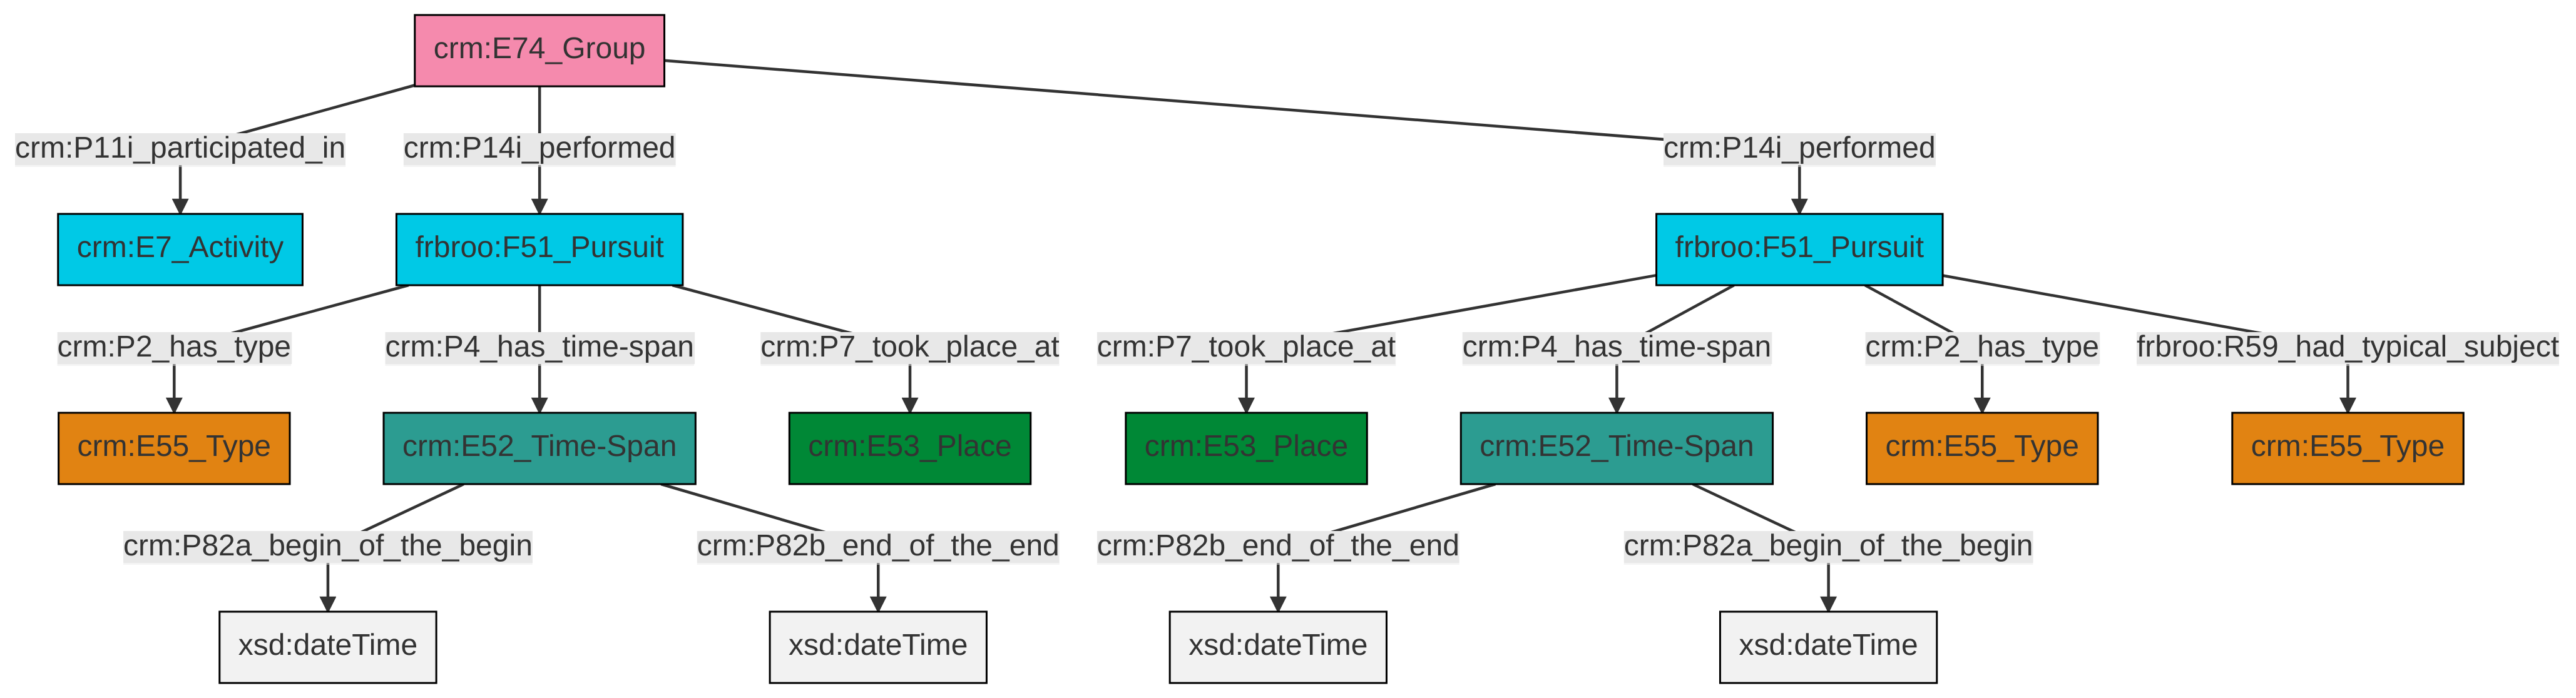 crm:E74_Group
crm:P11i_participated_in
crm:P14i_performed
crm:P14i_performed
crm:E7_Activity
frbroo:F51_Pursuit
frbroo:F51_Pursuit
crm:P2_has_type
crm:P4_has_time-span
crm:P7_took_place_at
crm:P7_took_place_at
crm:P4_has_time-span
crm:P2_has_type
frbroo:R59_had_typical_subject
crm:E55_Type
crm:E52_Time-Span
crm:E53_Place
crm:E53_Place
crm:E52_Time-Span
crm:E55_Type
crm:E55_Type
crm:P82a_begin_of_the_begin
crm:P82b_end_of_the_end
crm:P82b_end_of_the_end
crm:P82a_begin_of_the_begin
xsd:dateTime
xsd:dateTime
xsd:dateTime
xsd:dateTime